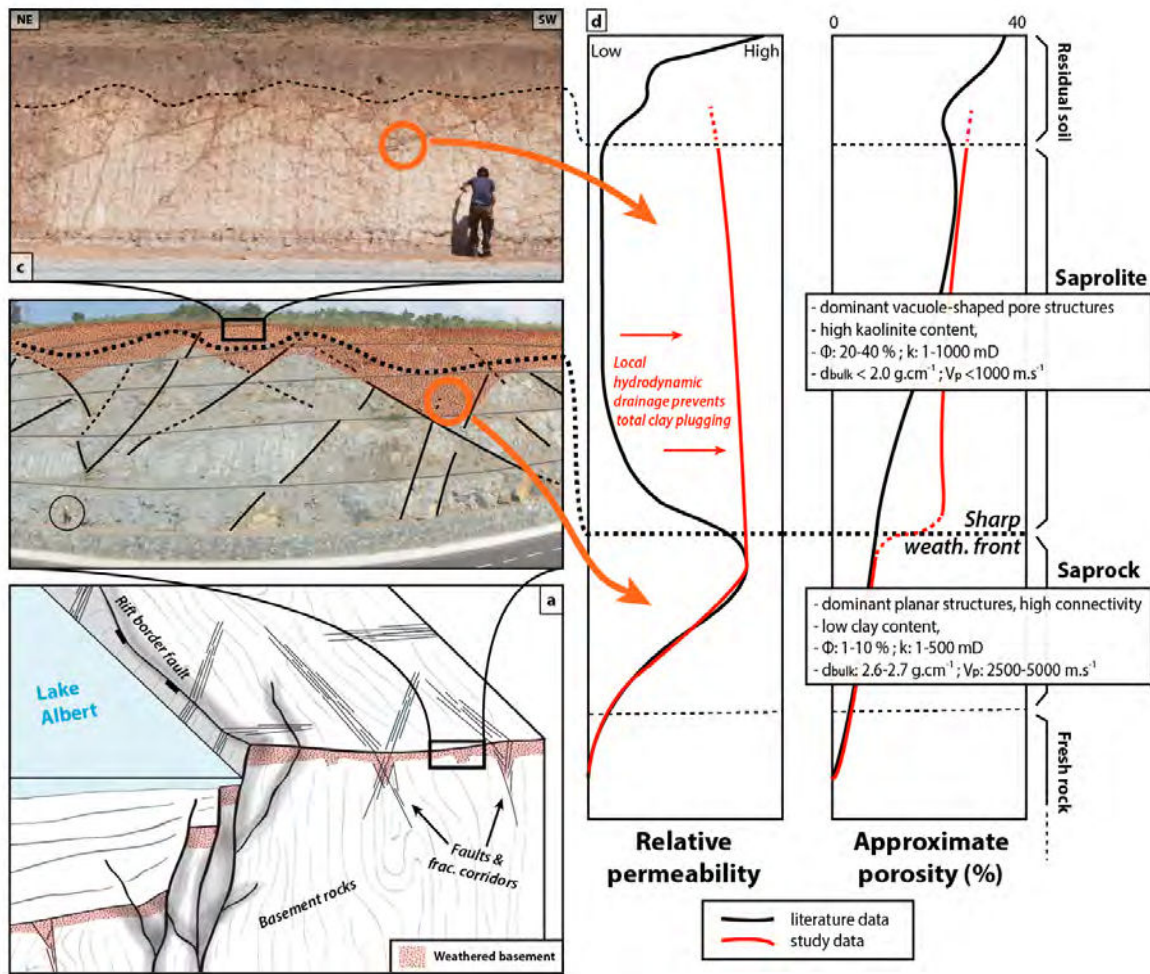 NE
SW
c
a
Rift border fault
Lake
Albert
Faults &
frac. corridors
Basement rocks
Weathered basement
d
Low
High
Local
hydrodynamic
drainage prevents
total clay plugging
Relative
permeability
0
40
Residual soil
Saprolite
- dominant vacuole-shaped pore structures
- high kaolinite content,
- Φ: 20-40 % ; k: 1-1000 mD
- dbulk < 2.0 g.cm⁻¹ ; Vp <1000 m.s⁻¹
Sharp
weath. front
Saprock
- dominant planar structures, high connectivity
- low clay content,
- Φ: 1-10 % ; k: 1-500 mD
- dbulk: 2.6-2.7 g.cm⁻¹ ; Vp: 2500-5000 m.s⁻¹
Fresh rock
Approximate
porosity (%)
literature data
study data